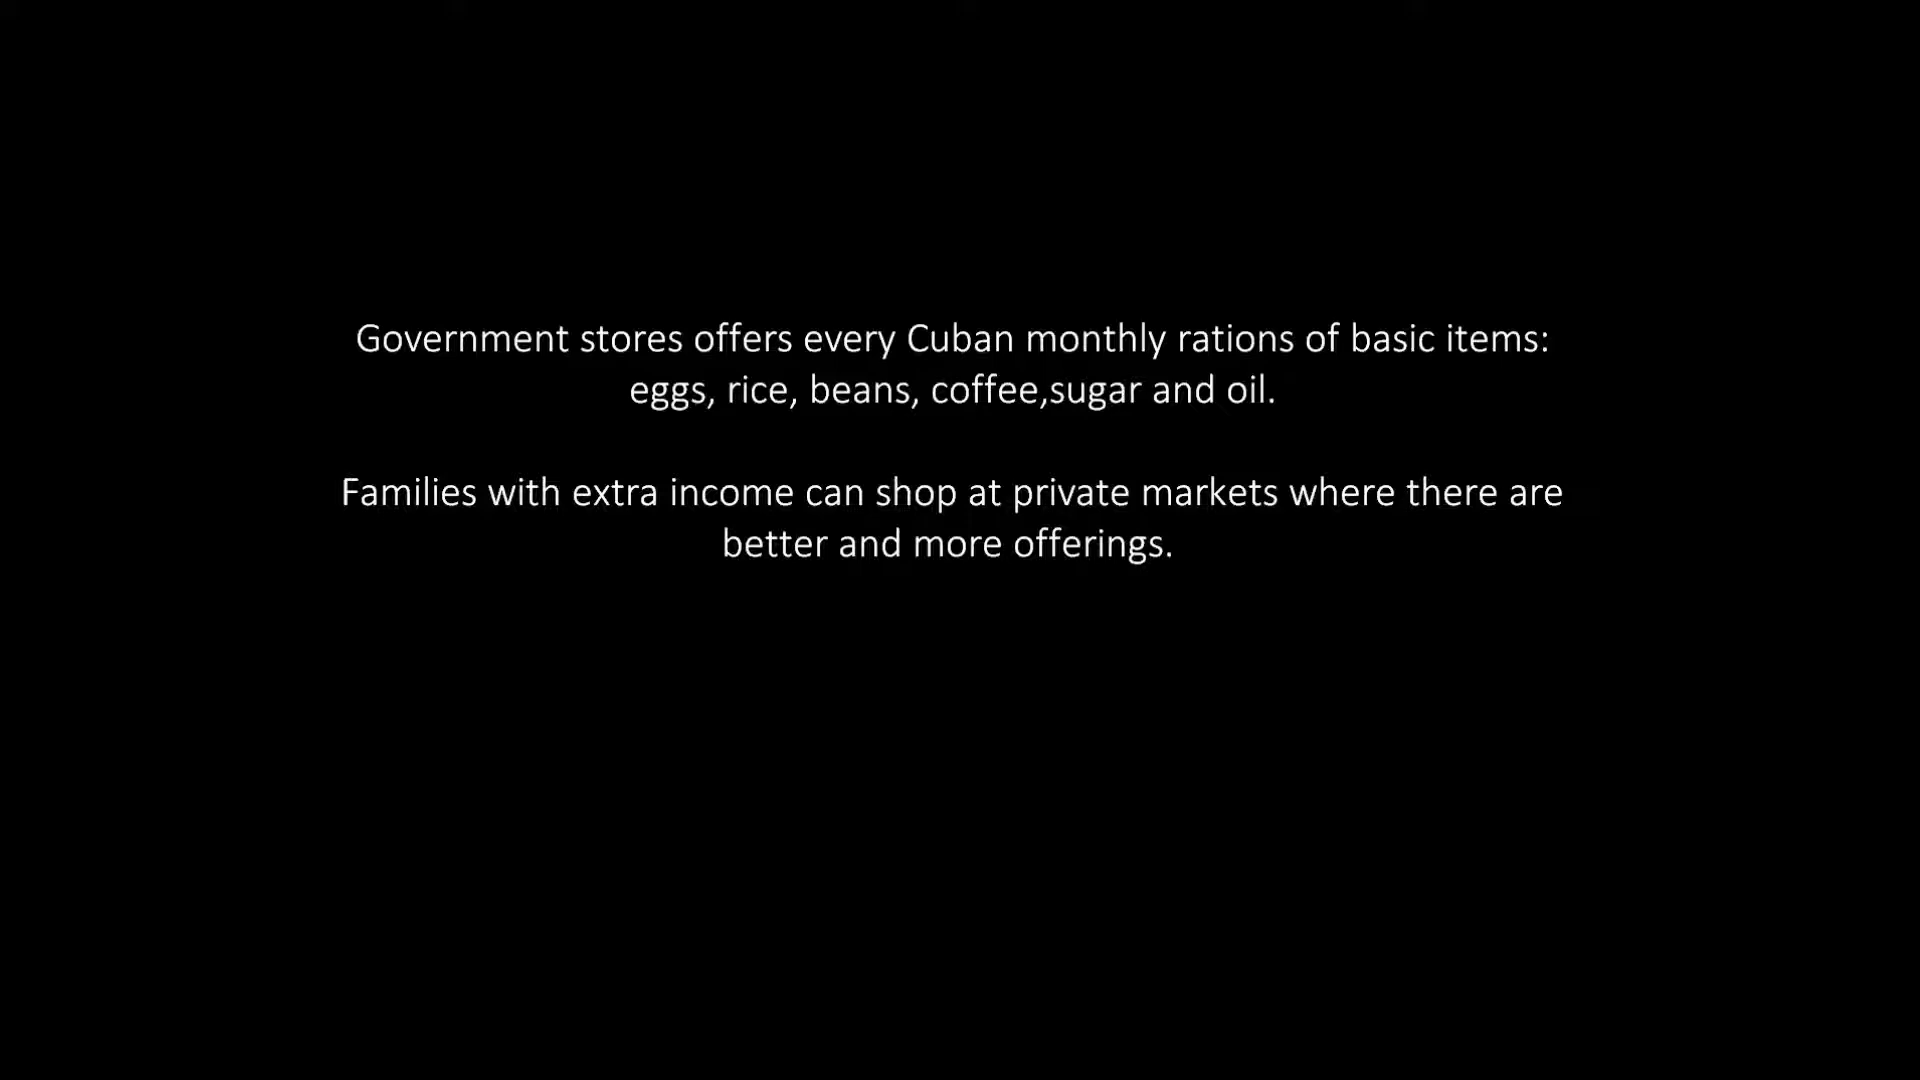 Government stores offers every Cuban monthly rations of basic items:
eggs, rice, beans, coffee,sugar and oil.
Families with extra income can shop at private markets where there are
better and more offerings.